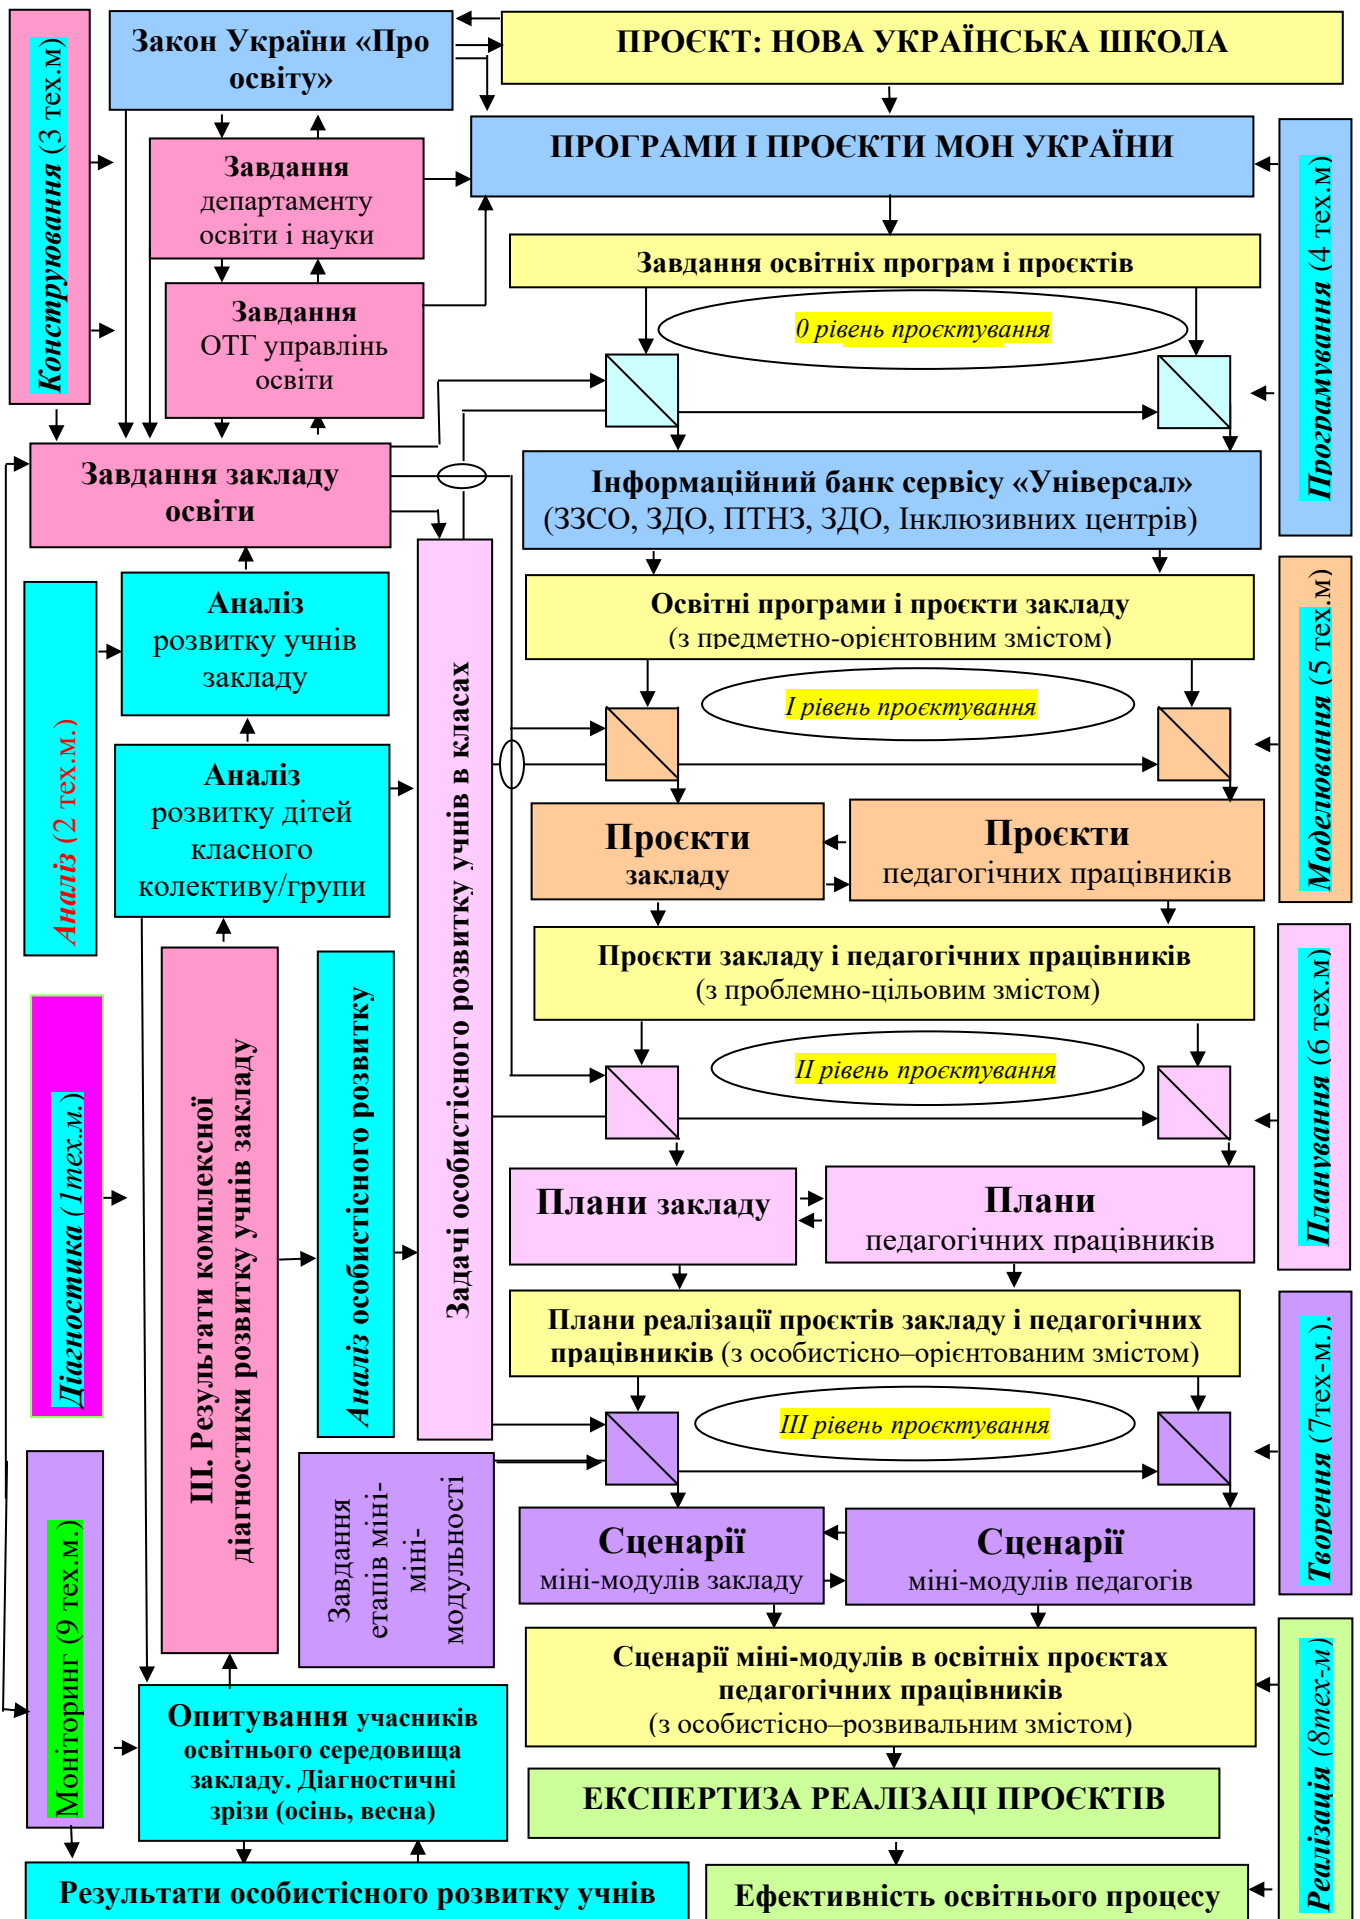 Закон України «Про
освіту»
ПРОЄКТ: НОВА УКРАЇНСЬКА ШКОЛА
Конструювання (3 тех.м)
ПРОГРАМИ І ПРОЄКТИ МОН УКРАЇНИ
Програмування (4 тех.м)
Завдання
департаменту
освіти і науки
Завдання освітніх програм і проєктів
Завдання
ОТГ управлінь
освіти
0 рівень проєктування
Завдання закладу
освіти
Інформаційний банк сервісу «Універсал»
(ЗЗСО, ЗДО, ПТНЗ, ЗДО, Інклюзивних центрів)
Аналіз (2 тех.м.)
Аналіз
розвитку учнів
закладу
Задачі особистісного розвитку учнів в класах
Освітні програми і проєкти закладу
(з предметно-орієнтовним змістом)
Моделювання (5 тех.м)
І рівень проєктування
Аналіз
розвитку дітей
класного
колективу/групи
Проєкти
закладу
Проєкти
педагогічних працівників
Проєкти закладу і педагогічних працівників
(з проблемно-цільовим змістом)
Планування (6 тех.м)
Діагностика (1тех.м.)
ІІІ. Результати комплексної
діагностики розвитку учнів закладу
Аналіз особистісного розвитку
ІІ рівень проєктування
Плани закладу
Плани
педагогічних працівників
Плани реалізації проєктів закладу і педагогічних
працівників (з особистісно–орієнтованим змістом)
Творення (7тех-м.).
ІІІ рівень проєктування
Моніторинг (9 тех.м.)
Завдання
етапів міні-
міні-
модульності
Сценарії
міні-модулів закладу
Сценарії
міні-модулів педагогів
Сценарії міні-модулів в освітніх проєктах
педагогічних працівників
(з особистісно–розвивальним змістом)
Реалізація (8тех-м)
Опитування учасників
освітнього середовища
закладу. Діагностичні
зрізи (осінь, весна)
ЕКСПЕРТИЗА РЕАЛІЗАЦІ ПРОЄКТІВ
Результати особистісного розвитку учнів
Ефективність освітнього процесу